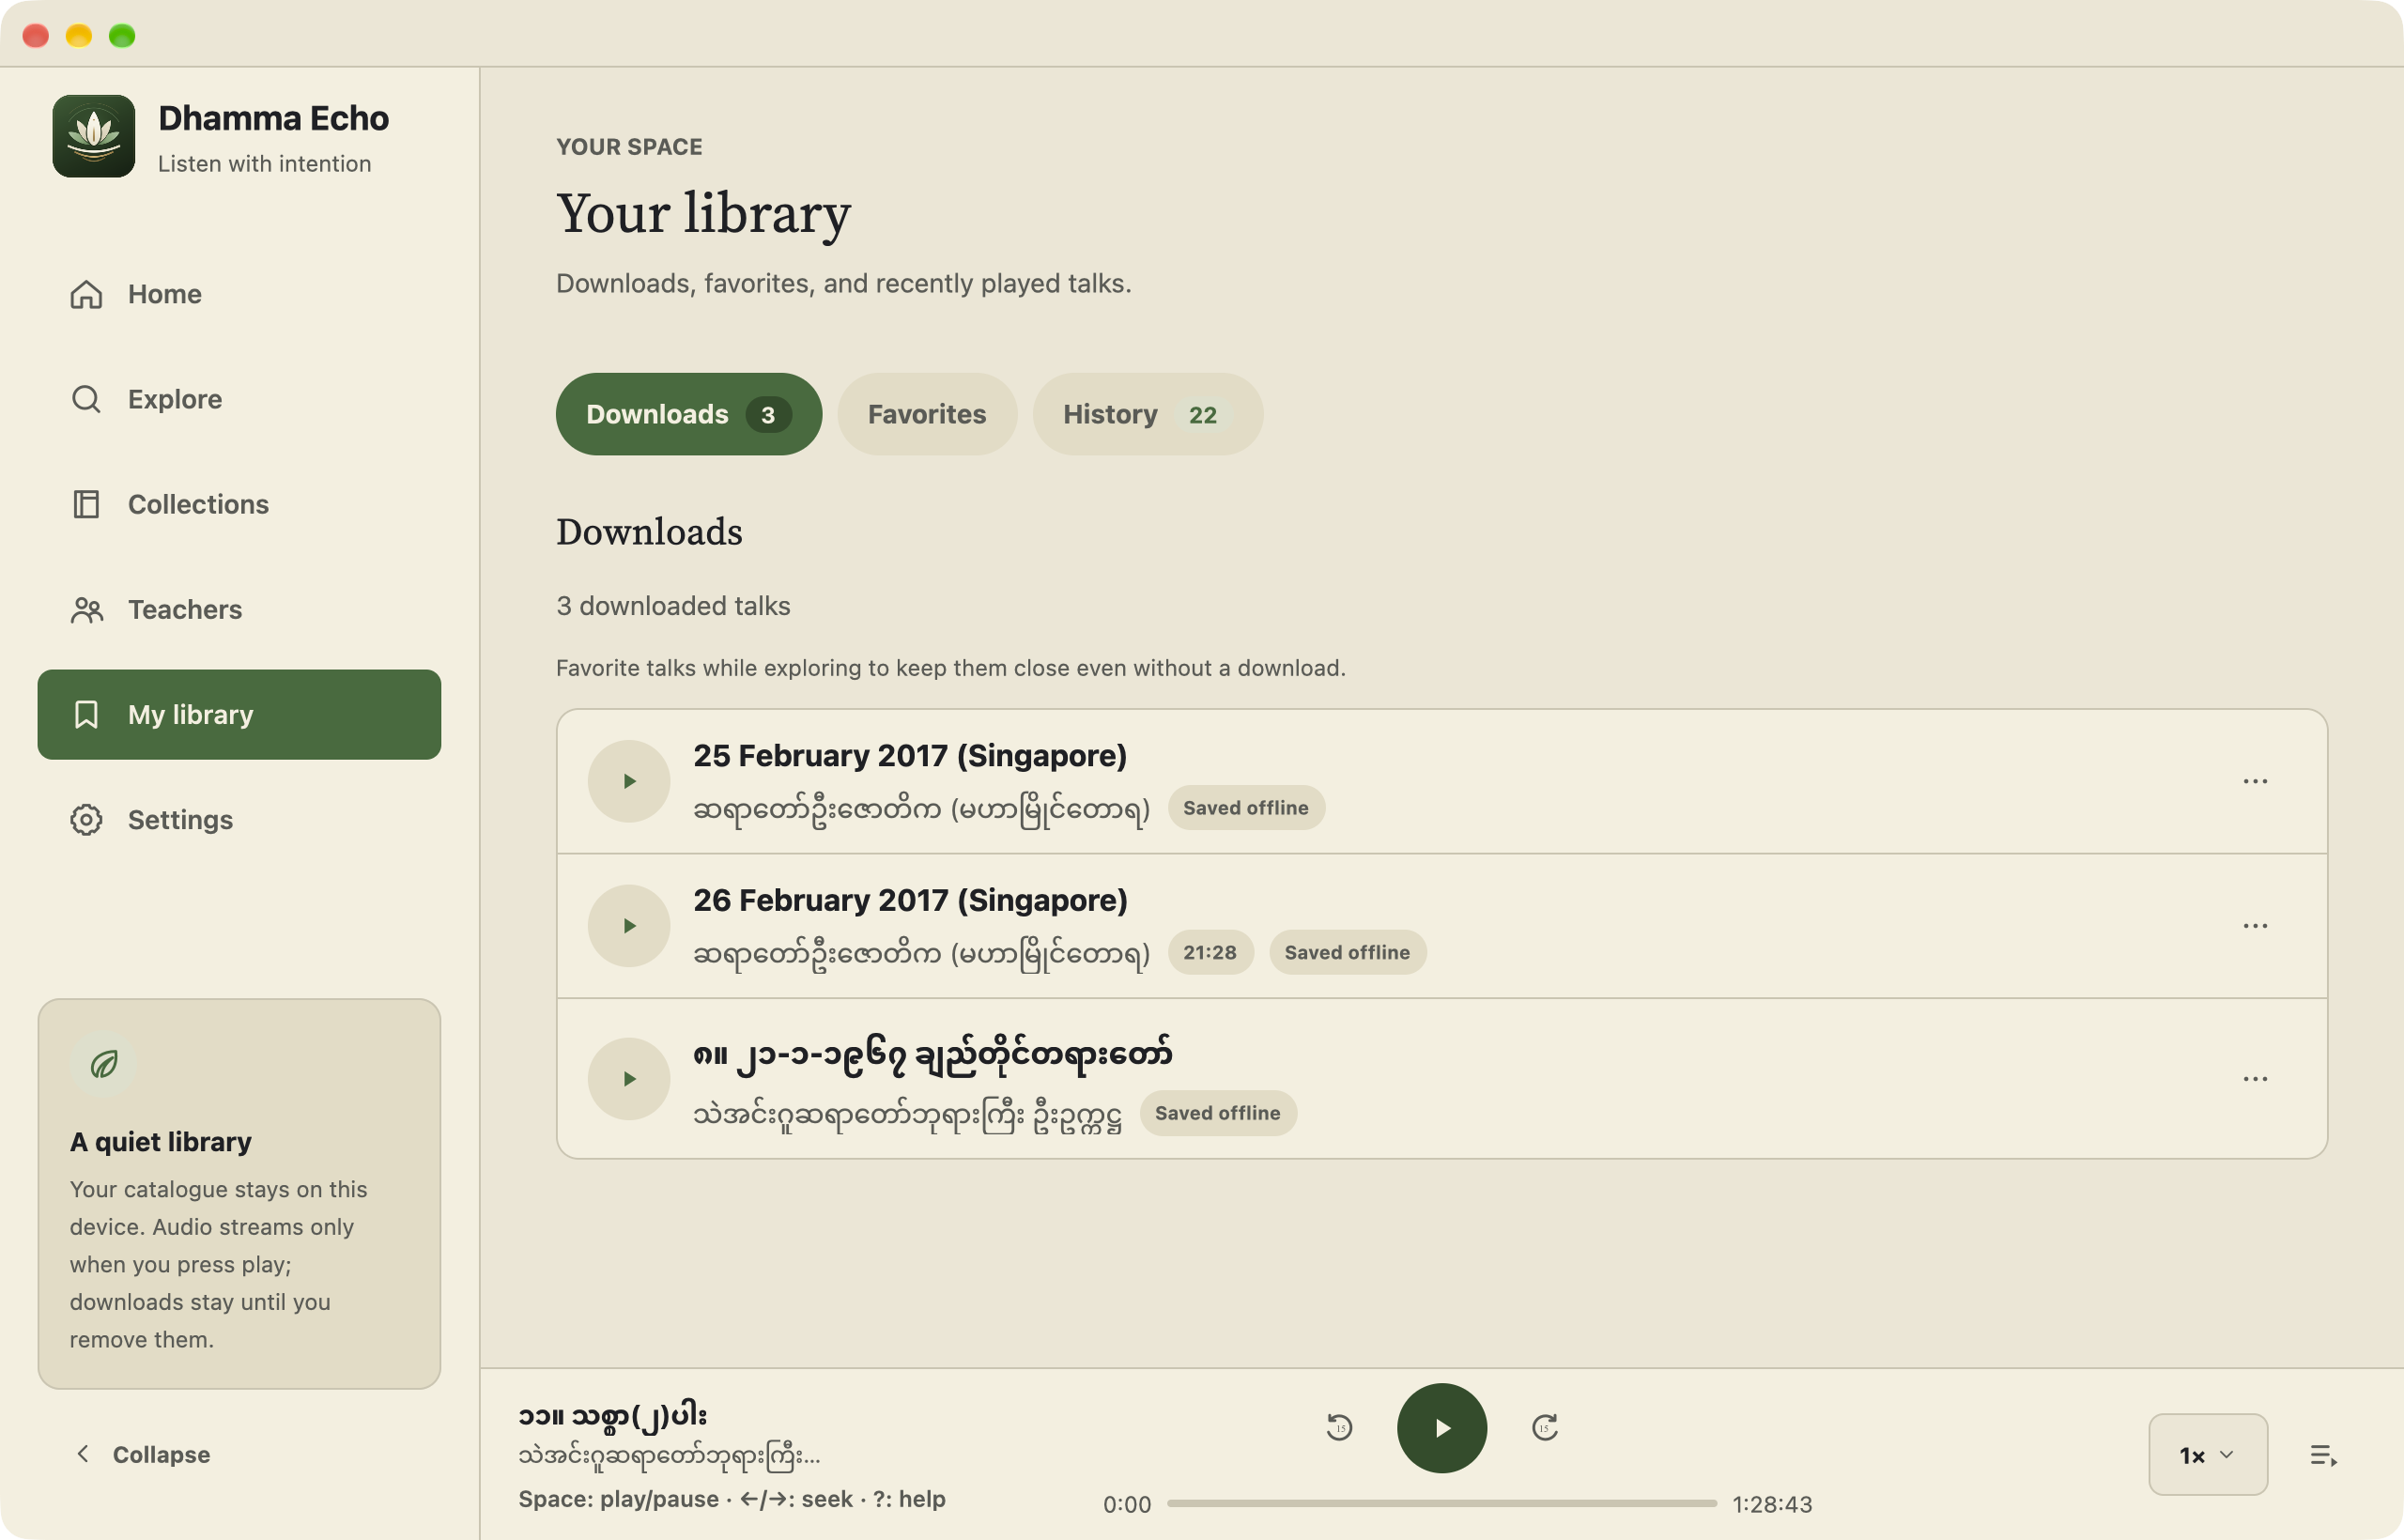 Dhamma Echo
Listen with intention
Home
Explore
Collections
Teachers
My library
Settings
A quiet library
Your catalogue stays on this
device. Audio streams only
when you press play;
downloads stay until you
remove them.
Collapse
YOUR SPACE
Your library
Downloads, favorites, and recently played talks.
Downloads 3 Favorites History 22
Downloads
3 downloaded talks
Favorite talks while exploring to keep them close even without a download.
25 February 2017 (Singapore)
ဆရာတော်ဦးဇောတိက (မဟာမြိုင်တောရ) Saved offline
26 February 2017 (Singapore)
ဆရာတော်ဦးဇောတိက (မဟာမြိုင်တောရ) 21:28 Saved offline
၈။ ၂၁-၁-၁၉၆၇ ချည်တိုင်တရားတော်
သဲအင်းဂူဆရာတော်ဘုရားကြီး ဦးဥက္ကဋ္ဌ Saved offline
၁၁။ သစ္စာ(၂)ပါး
သဲအင်းဂူဆရာတော်ဘုရားကြီး...
Space: play/pause · ←/→: seek · ?: help
15 15
0:00 1:28:43
1×